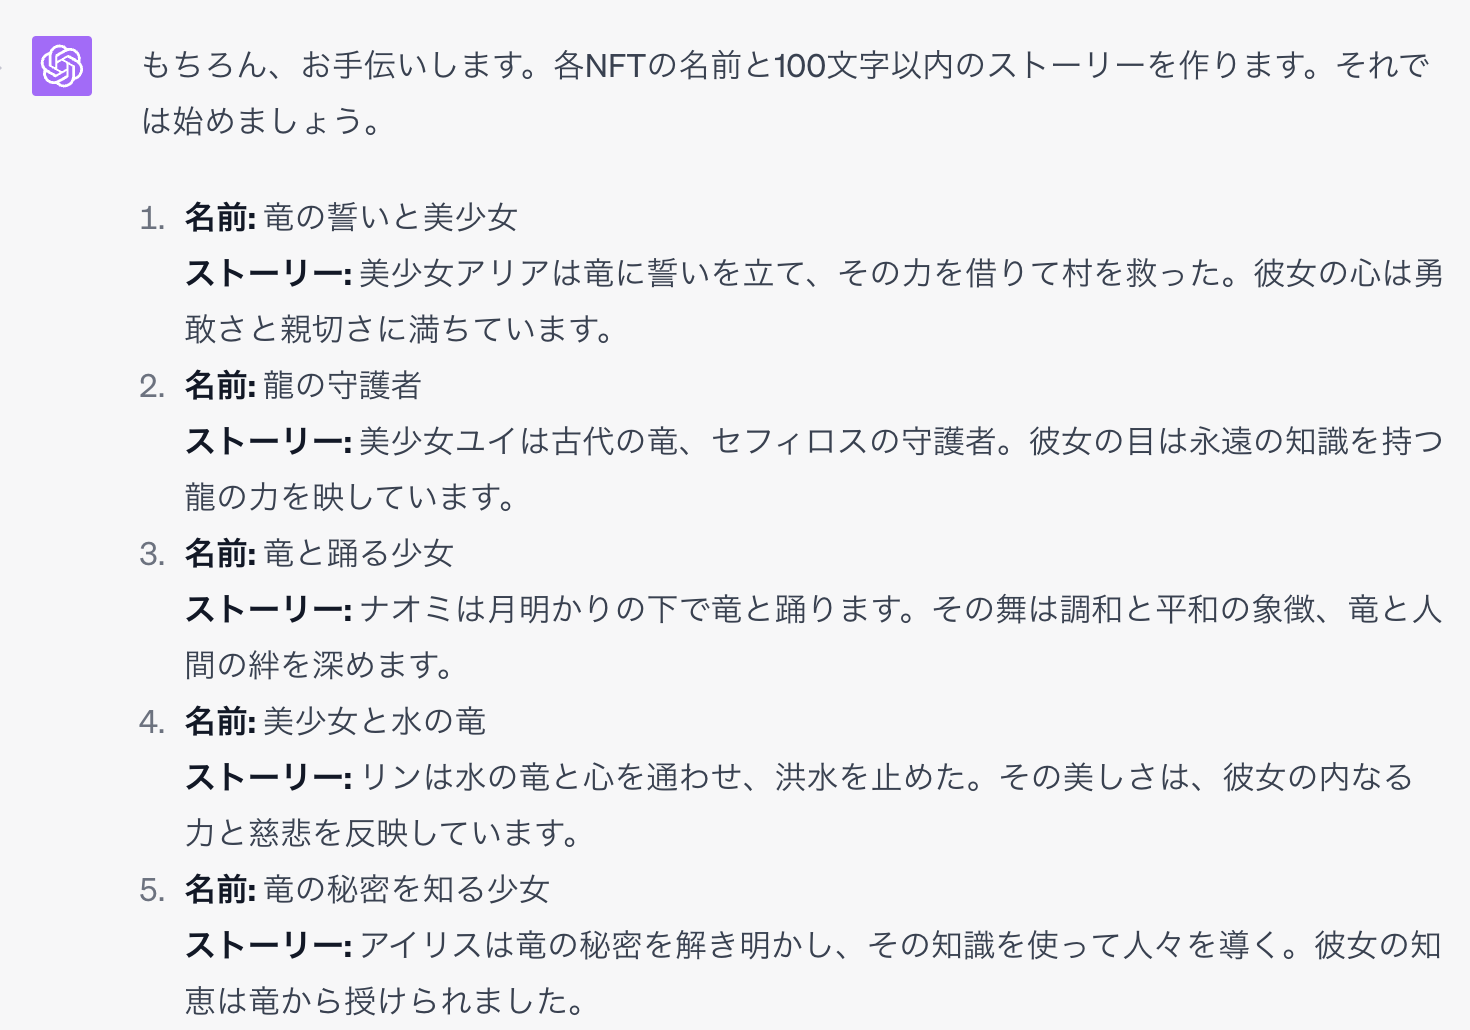 もちろん、お手伝いします。各NFTの名前と100文字以内のストーリーを作ります。それで
は始めましょう。
1. 名前: 竜の誓いと美少女
ストーリー: 美少女アリアは竜に誓いを立て、その力を借りて村を救った。彼女の心は勇
敢さと親切さに満ちています。
2. 名前: 龍の守護者
ストーリー: 美少女ユイは古代の竜、セフィロスの守護者。彼女の目は永遠の知識を持つ
龍の力を映しています。
3. 名前: 竜と踊る少女
ストーリー: ナオミは月明かりの下で竜と踊ります。その舞は調和と平和の象徴、竜と人
間の絆を深めます。
4. 名前: 美少女と水の竜
ストーリー: リンは水の竜と心を通わせ、洪水を止めた。その美しさは、彼女の内なる
力と慈悲を反映しています。
5. 名前: 竜の秘密を知る少女
ストーリー: アイリスは竜の秘密を解き明かし、その知識を使って人々を導く。彼女の知
恵は竜から授けられました。